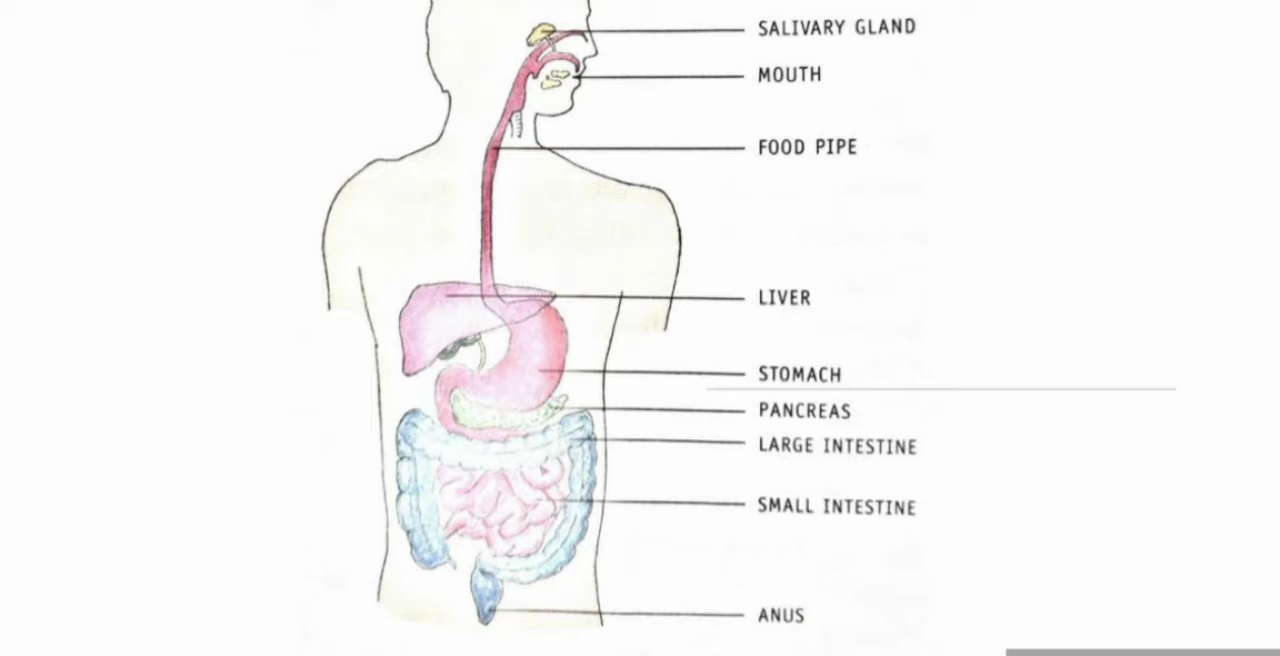 SALIVARY GLAND
MOUTH
FOOD PIPE
LIVER
STOMACH
PANCREAS
LARGE INTESTINE
SMALL INTESTINE
ANUS